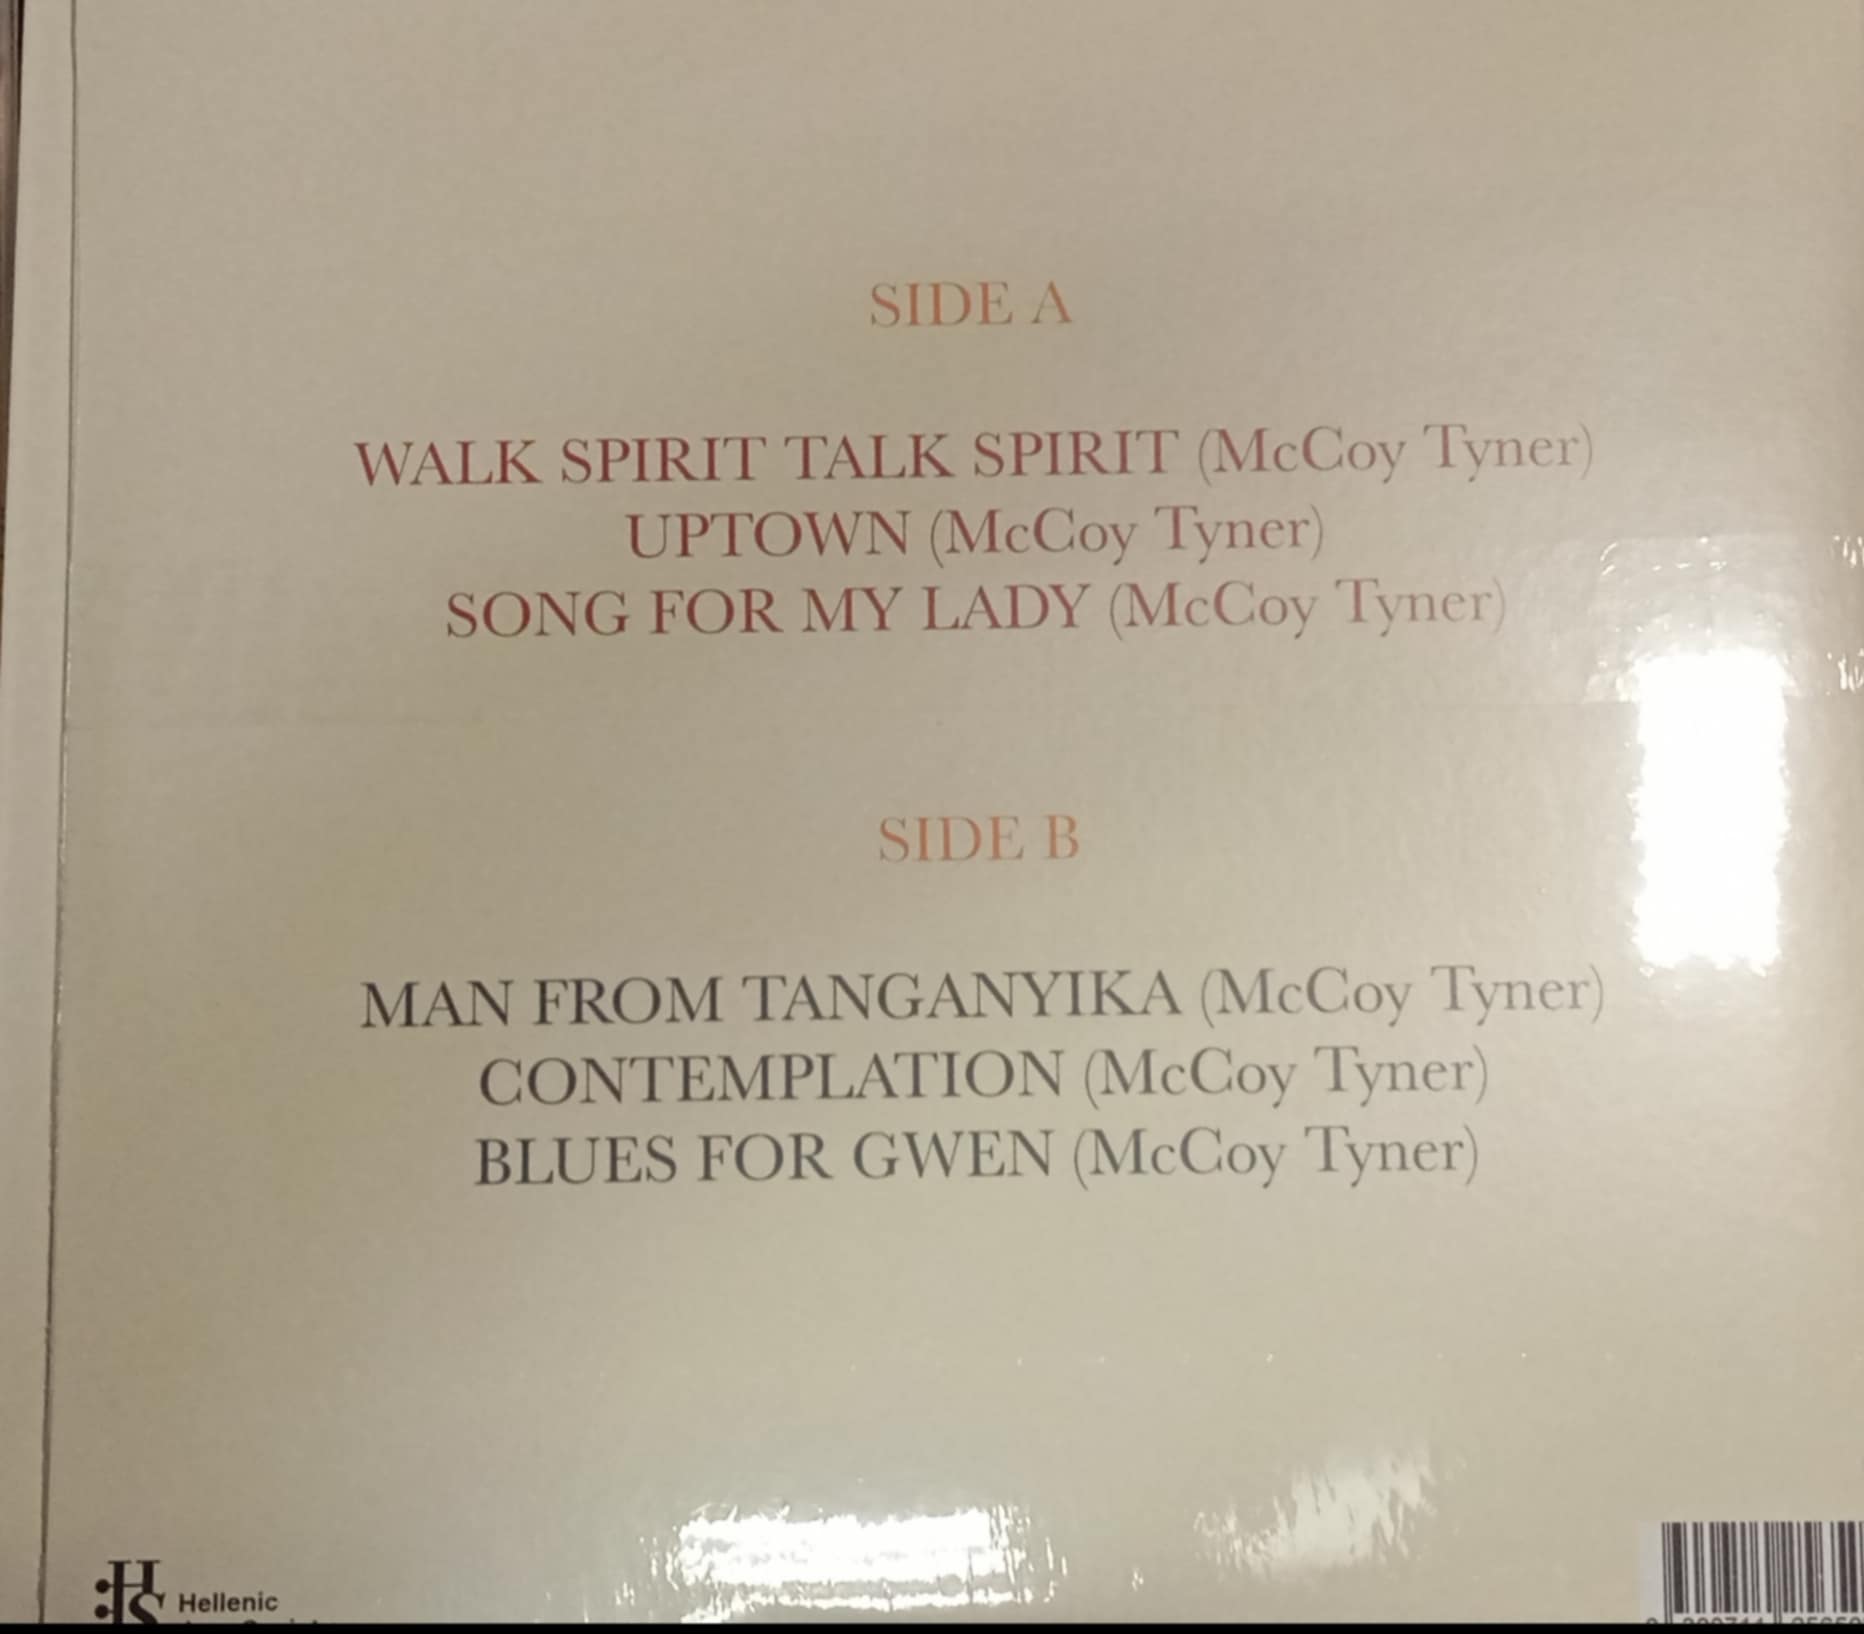 SIDE A
WALK SPIRIT TALK SPIRIT (McCoy Tyner)
UPTOWN (McCoy Tyner)
SONG FOR MY LADY (McCoy Tyner)
SIDE B
MAN FROM TANGANYIKA (McCoy Tyner)
CONTEMPLATION (McCoy Tyner)
BLUES FOR GWEN (McCoy Tyner)
HS Hellenic